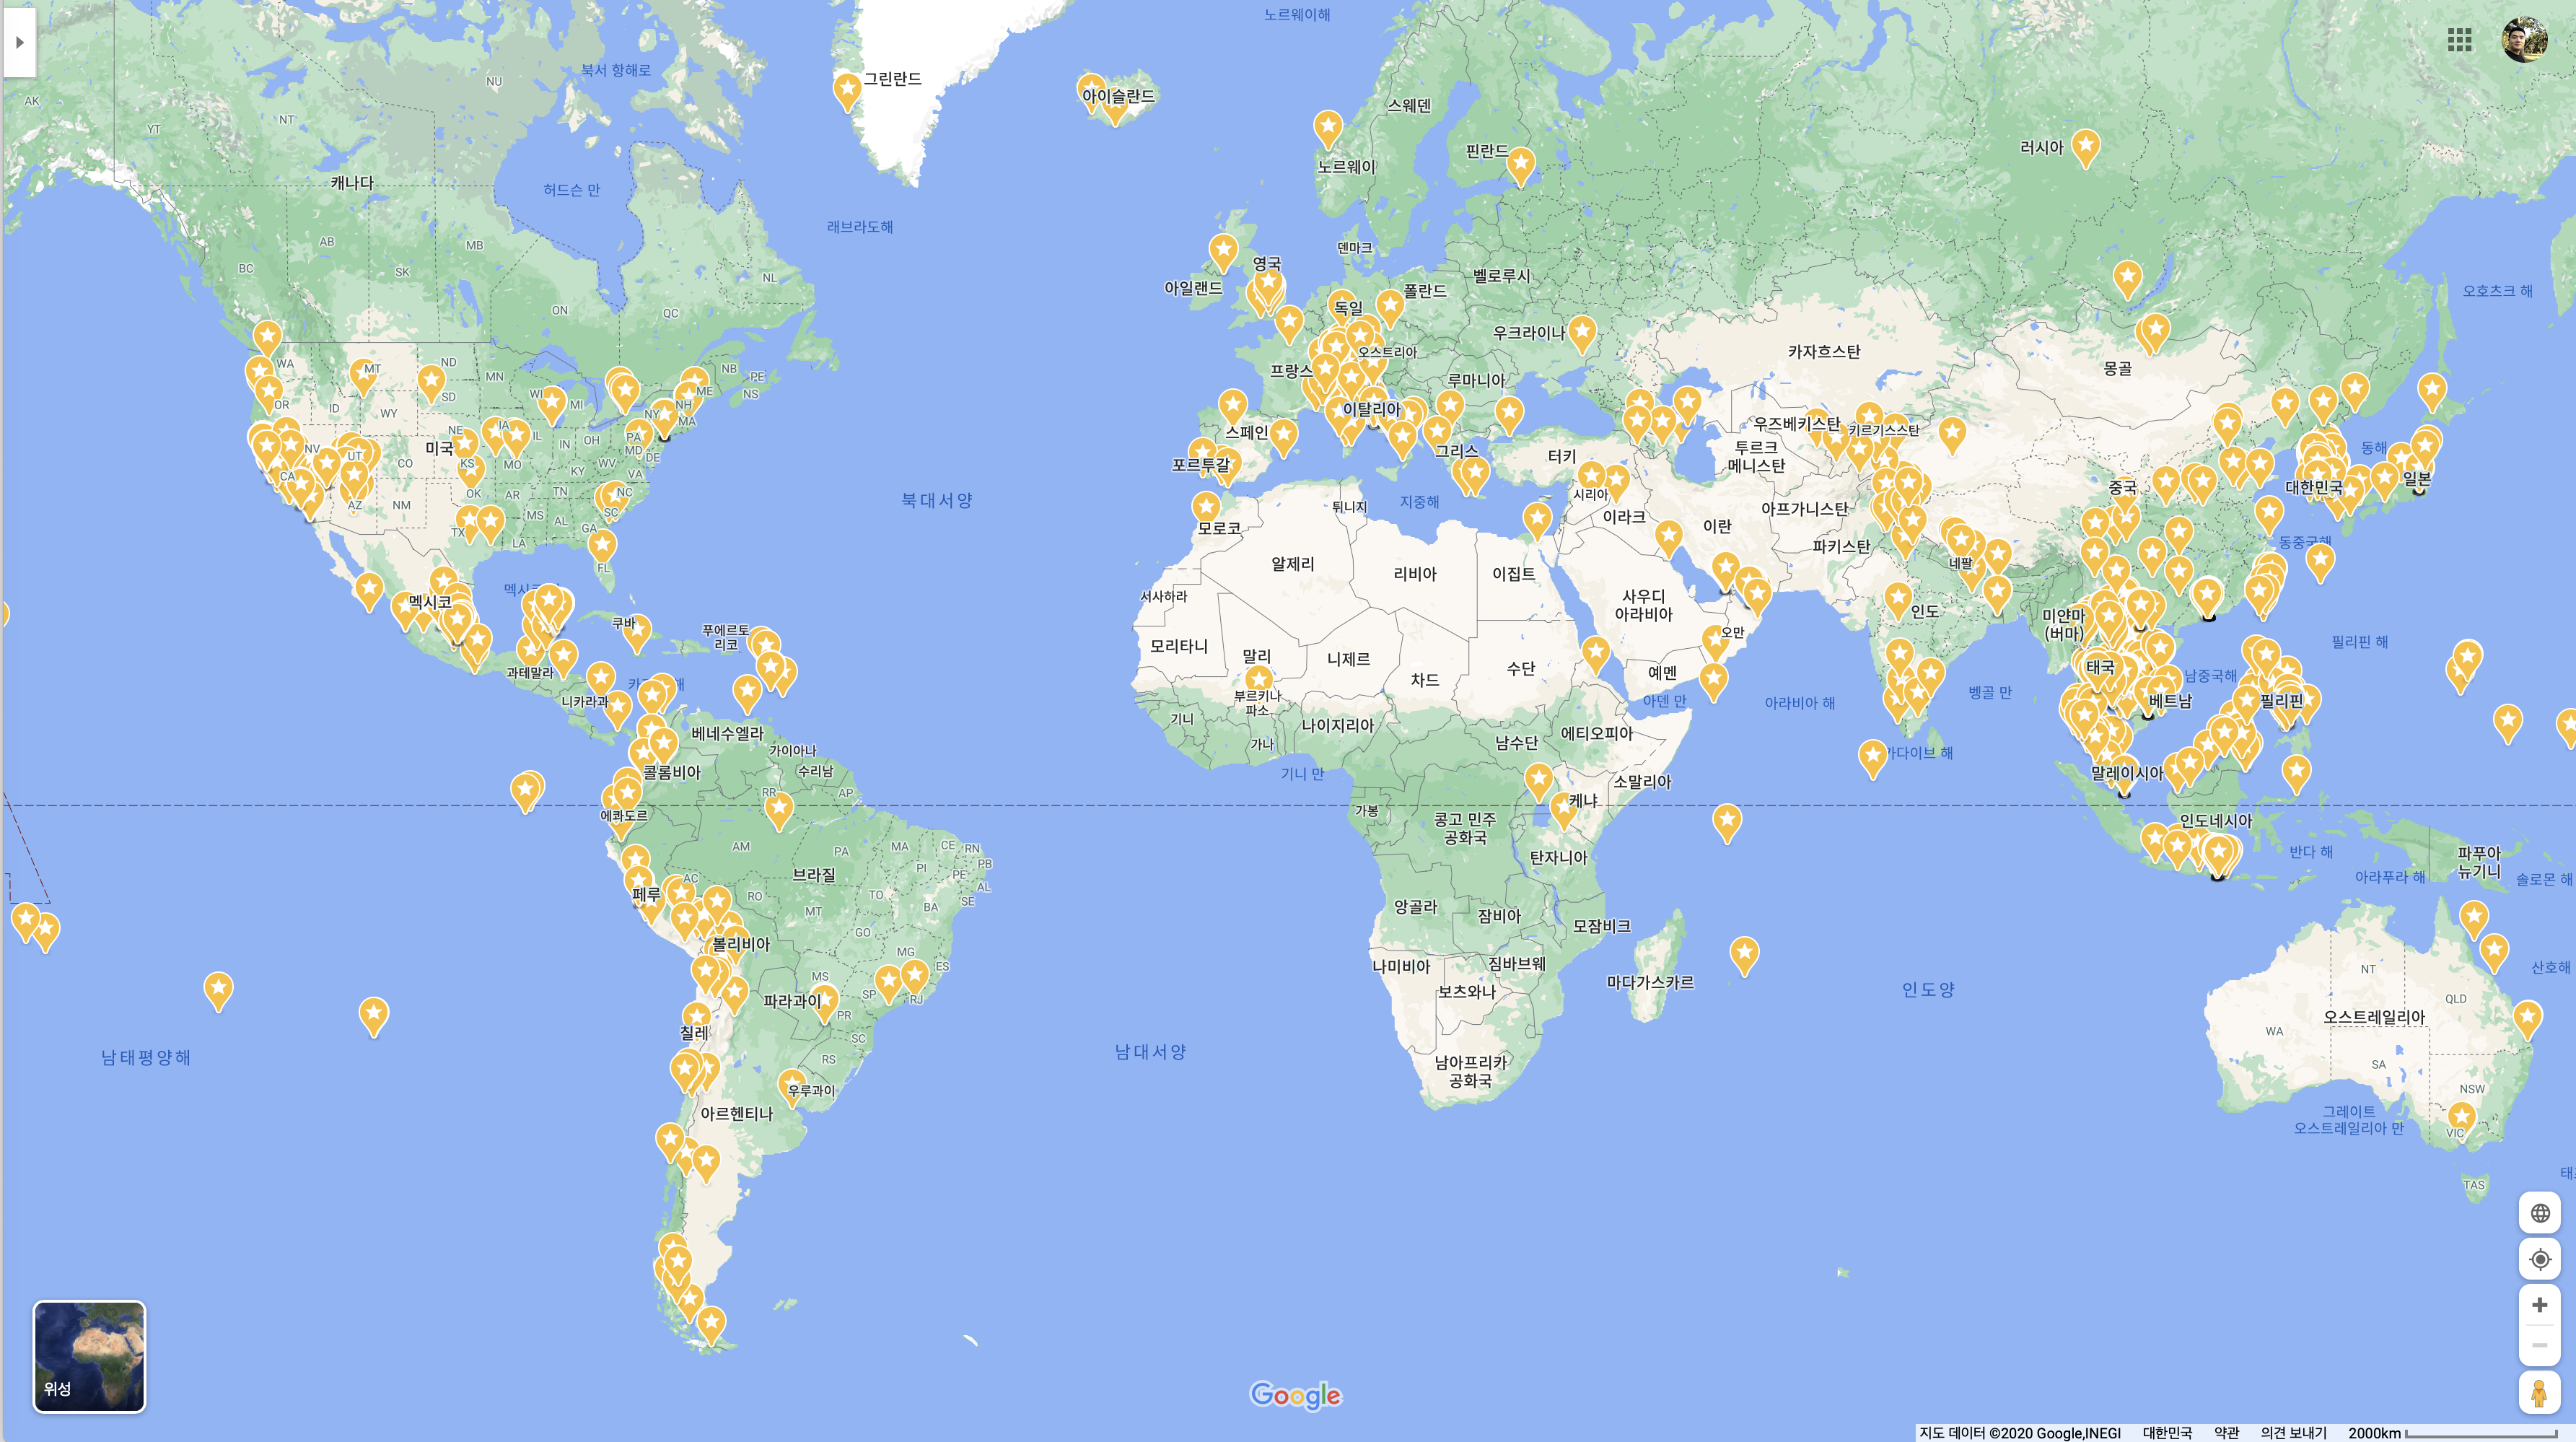 노르웨이해
그린란드
북서 항해로
NU
아이슬란드
AK
스웨덴
NT
YT
러시아
핀란드
노르웨이
캐나다
허드슨 만
래브라도해
AB
MB
덴마크
BC
SK
영국
NL
벨로루시
아일랜드
폴란드
오호츠크 해
독일
ON
QC
우크라이나
오스트리아
카자흐스탄
WA
ND
MT
NB
몽골
프랑스
MN
PE
루마니아
ME
NS
SD
WI
OR
ID
MI
WY
NH
이탈리아
NY
MA
우즈베키스탄
키르기스스탄
스페인
IA
NE
PA
NV
미국
IL
IN
OH
동해
투르크
메니스탄
UT
그리스
터키
CO
KS
MO
WV
MD
DE
포르투갈
CA
KY
VA
일본
중국
대한민국
OK
AR
TN
NC
시리아
북대서양
지중해
AZ
NM
튀니지
아프가니스탄
SC
MS
AL
이라크
이란
모로코
GA
TX
LA
파키스탄
동중국해
알제리
네팔
FL
리비아
이집트
서사하라
사우디
아라비아
멕시코
인도
미얀마
(버마)
쿠바
푸에르토
리코
오만
필리핀 해
모리타니
말리
니제르
수단
태국
과테말라
예멘
차드
남중국해
부르키나
파소
벵골 만
니카라과
아덴 만
아라비아 해
베트남
필리핀
기니
나이지리아
베네수엘라
에티오피아
가나
남수단
가이아나
콜롬비아
수리남
기니 만
소말리아
말레이시아
RR
AP
케냐
가봉
에콰도르
콩고 민주
공화국
인도네시아
AM
PA
MA
CE
RN
탄자니아
반다 해
파푸아
뉴기니
PB
PI
브라질
PE
AC
아라푸라 해
솔로몬 해
AL
페루
RO
TO
SE
BA
앙골라
잠비아
MT
모잠비크
GO
볼리비아
MG
짐바브웨
나미비아
ES
산호해
NT
MS
마다가스카르
인도양
보츠와나
SP
파라과이
RJ
QLD
PR
오스트레일리아
칠레
WA
SC
남태평양해
남대서양
RS
남아프리카
공화국
SA
우루과이
NSW
아르헨티나
그레이트
오스트레일리아 만
VIC
TAS
위성
Google
지도 데이터 ©2020 Google,INEGI 대한민국 약관 의견 보내기 2000km